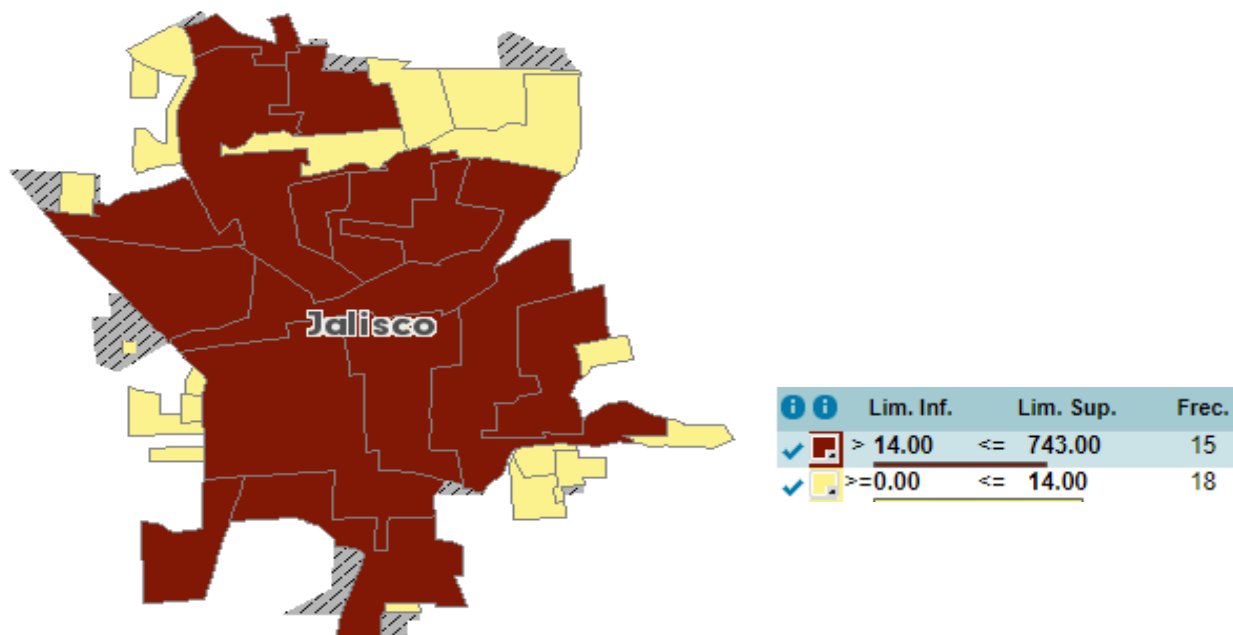 Jalisco
Lim. Inf. Lim. Sup. Frec.
> 14.00 <= 743.00 15
>=0.00 <= 14.00 18